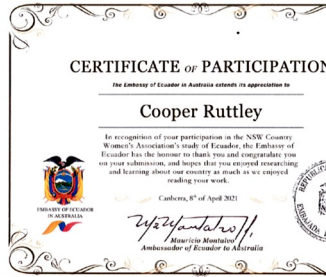 CERTIFICATE OF PARTICIPATION
The Embassy of Ecuador in Australia extends its appreciation to
Cooper Ruttley
In recognition of your participation in the NSW Country
Women's Association's study of Ecuador, the Embassy of
Ecuador has the honour to thank you and congratulate you
on your submission, and hopes that you enjoyed researching
and learning about our country as much as we enjoyed
reading your work.
Canberra, 8th of April 2021
EMBASSY OF ECUADOR
IN AUSTRALIA
Mauricio Montalvo
Ambassador of Ecuador to Australia